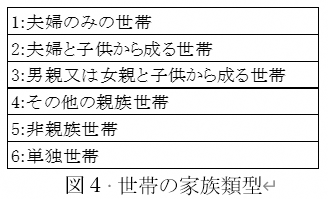 1:夫婦のみの世帯
2:夫婦と子供から成る世帯
3:男親又は女親と子供から成る世帯
4:その他の親族世帯
5:非親族世帯
6:単独世帯
図 4 · 世帯の家族類型↵